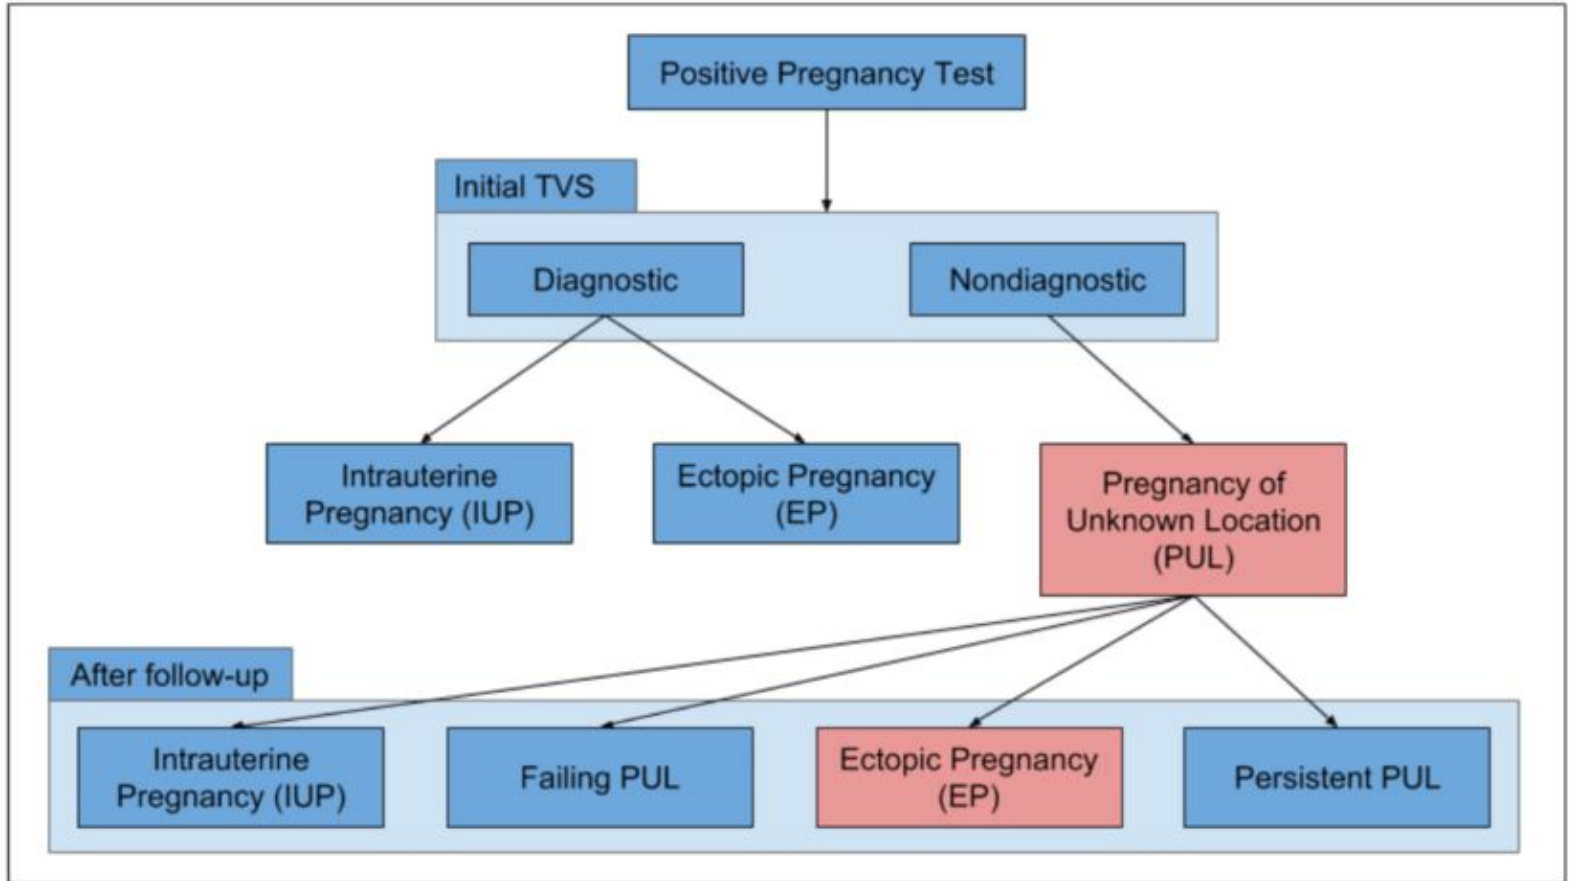 Positive Pregnancy Test
Initial TVS
Diagnostic
Nondiagnostic
Intrauterine
Pregnancy (IUP)
Ectopic Pregnancy
(EP)
Pregnancy of
Unknown Location
(PUL)
After follow-up
Intrauterine
Pregnancy (IUP)
Failing PUL
Ectopic Pregnancy
(EP)
Persistent PUL